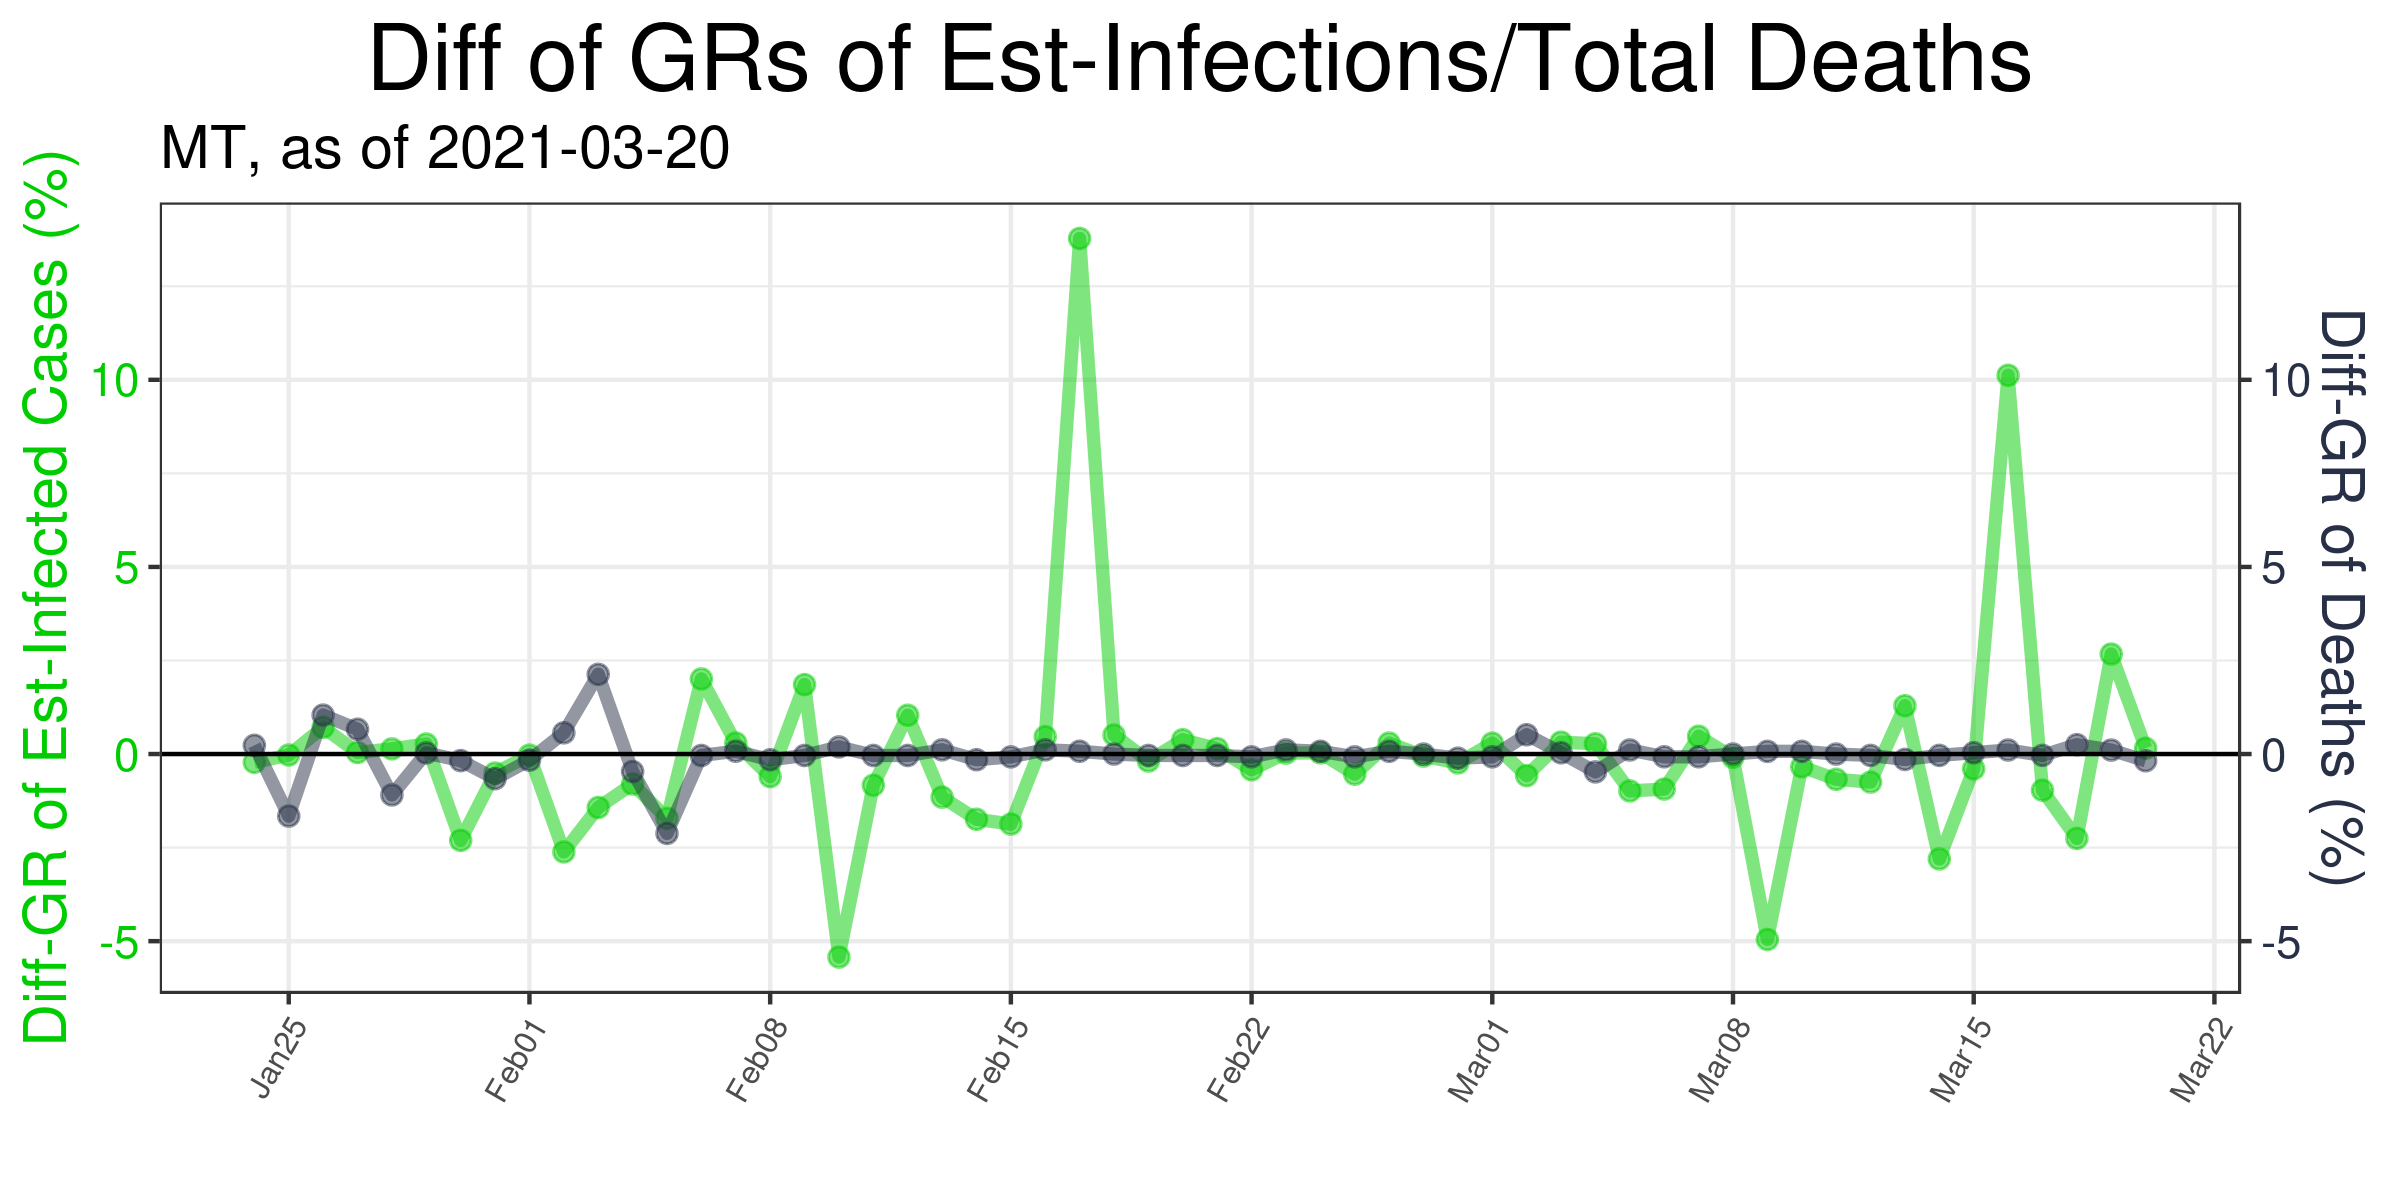 Diff of GRs of Est-Infections/Total Deaths
MT, as of 2021-03-20
Diff-GR of Est-Infected Cases (%)
10
5
0
-5
10
5
0
-5
Diff-GR of Deaths (%)
Jan25
Feb01
Feb08
Feb15
Feb22
Mar01
Mar08
Mar15
Mar22